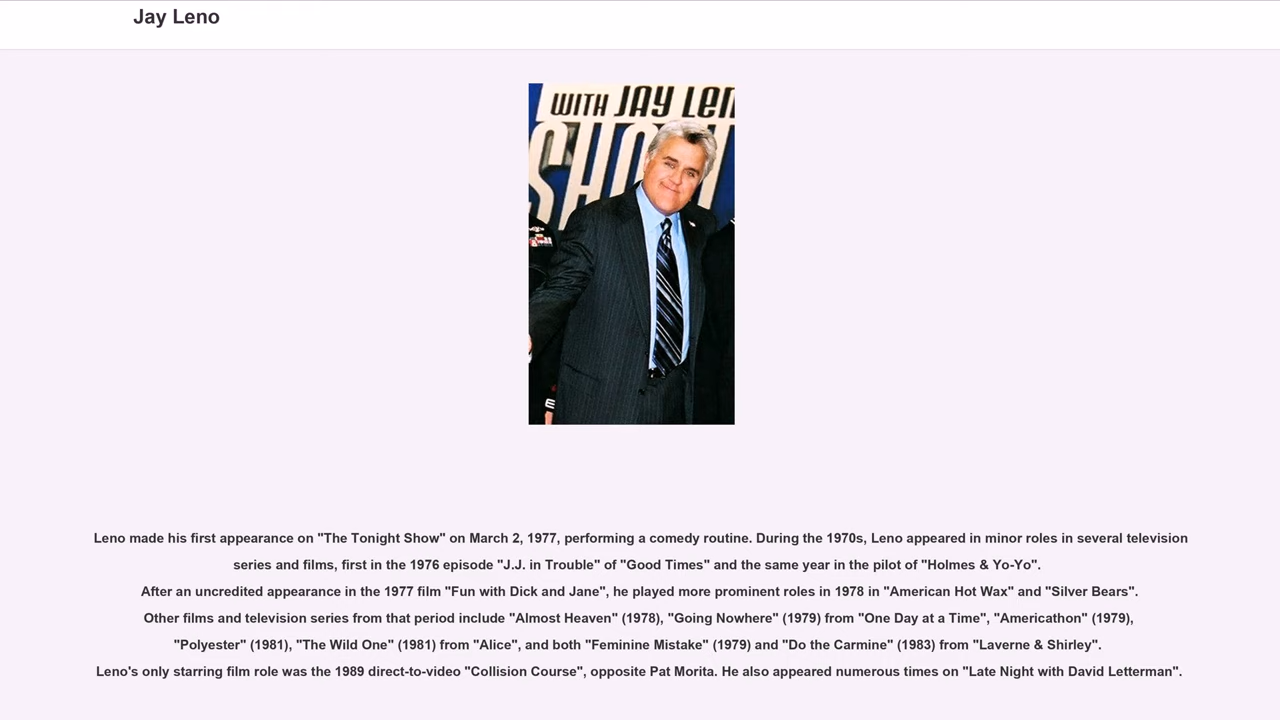 Jay Leno
WITH JAY LEN
SHOW
Leno made his first appearance on "The Tonight Show" on March 2, 1977, performing a comedy routine. During the 1970s, Leno appeared in minor roles in several television
series and films, first in the 1976 episode "J.J. in Trouble" of "Good Times" and the same year in the pilot of "Holmes & Yo-Yo".
After an uncredited appearance in the 1977 film "Fun with Dick and Jane", he played more prominent roles in 1978 in "American Hot Wax" and "Silver Bears".
Other films and television series from that period include "Almost Heaven" (1978), "Going Nowhere" (1979) from "One Day at a Time", "Americathon" (1979),
"Polyester" (1981), "The Wild One" (1981) from "Alice", and both "Feminine Mistake" (1979) and "Do the Carmine" (1983) from "Laverne & Shirley".
Leno's only starring film role was the 1989 direct-to-video "Collision Course", opposite Pat Morita. He also appeared numerous times on "Late Night with David Letterman".